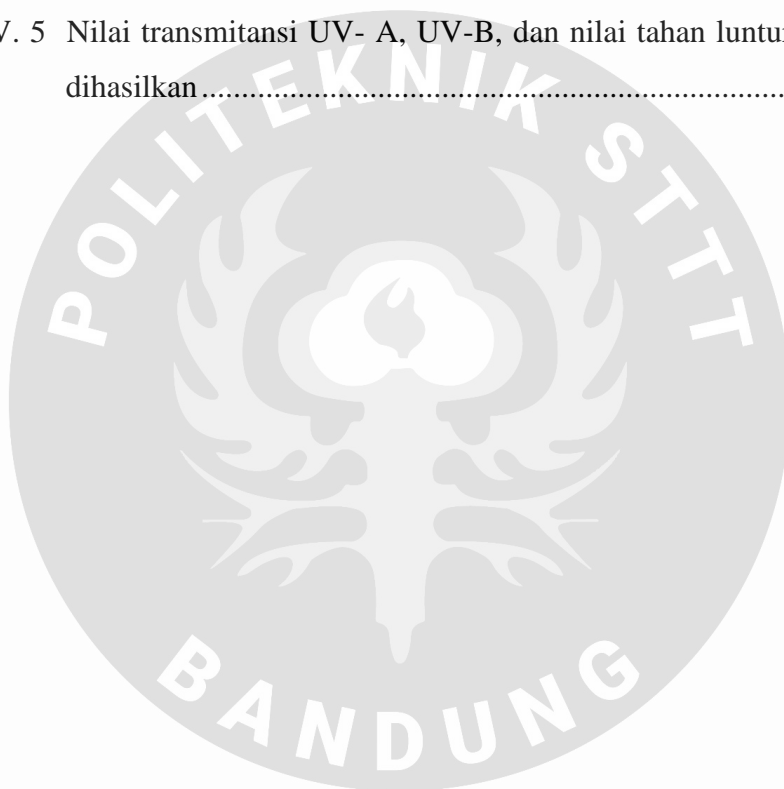 V. 5 Nilai transmitansi UV- A, UV-B, dan nilai tahan luntur
dihasilkan........................................................................
POLITEKNIK STTT
BANDUNG